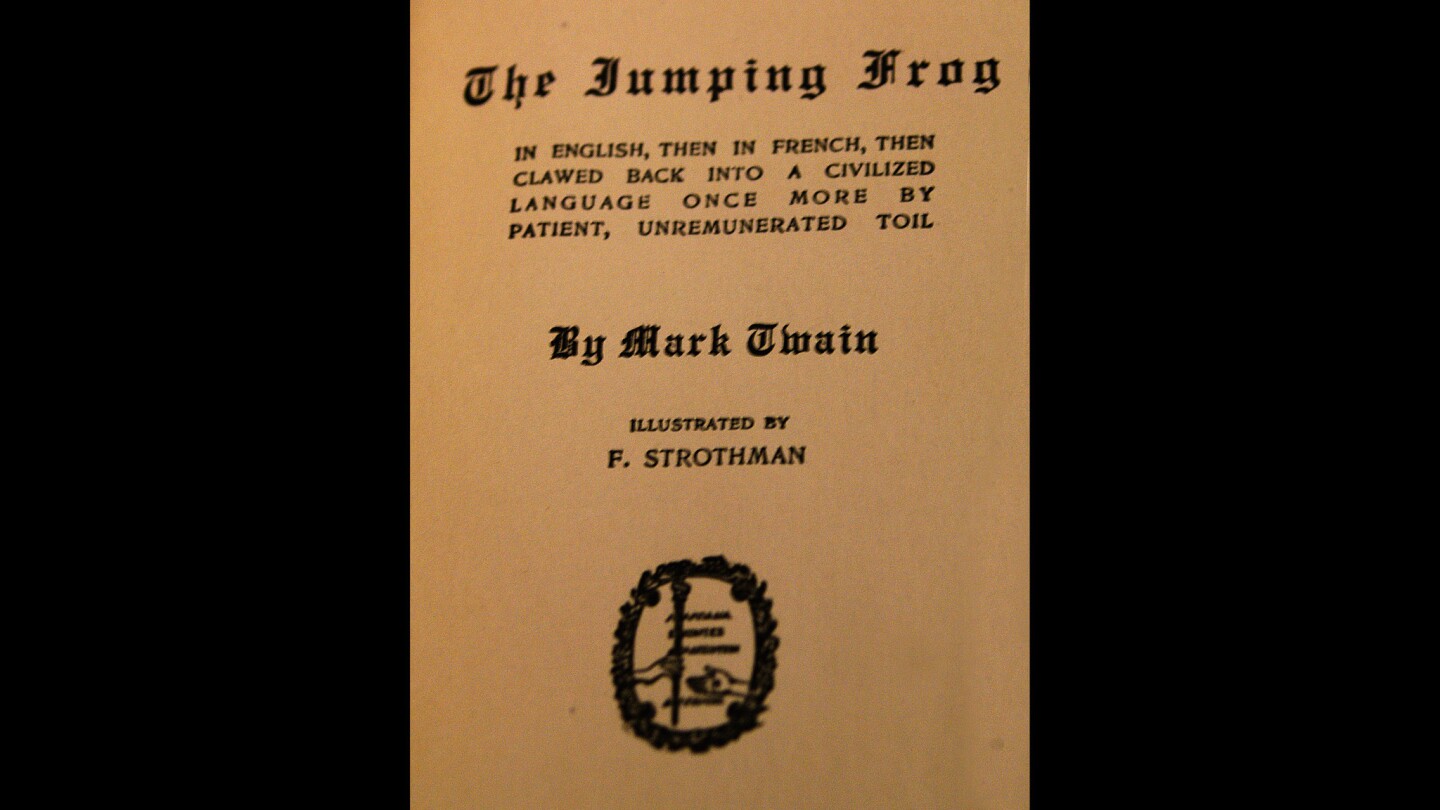 The Jumping Frog
IN ENGLISH, THEN IN FRENCH, THEN
CLAWED BACK INTO A CIVILIZED
LANGUAGE ONCE MORE BY
PATIENT, UNREMUNERATED TOIL
By Mark Twain
ILLUSTRATED BY
F. STROTHMAN